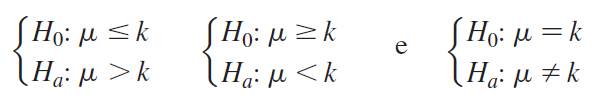 H₀: μ ≤ k H₀: μ ≥ k e H₀: μ = k
Hₐ: μ > k Hₐ: μ < k Hₐ: μ ≠ k